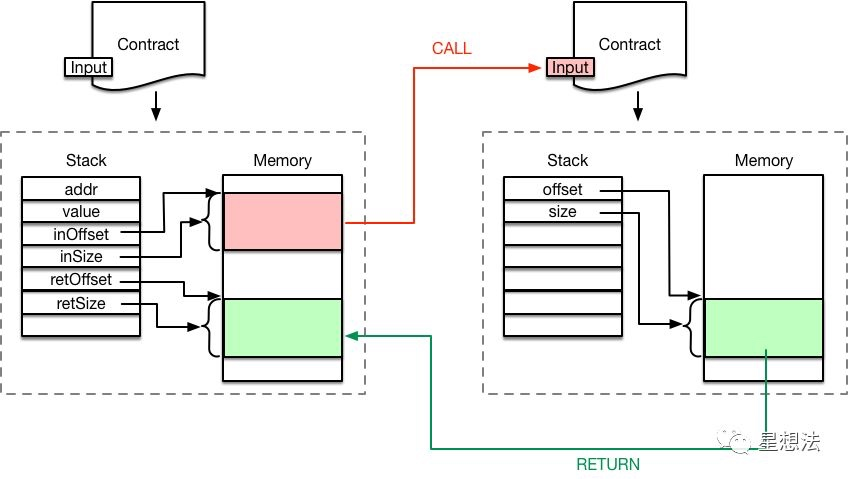 Contract
Input
CALL
Contract
Input
Stack
Memory
addr
value
inOffset
inSize
retOffset
retSize
Stack
Memory
offset
size
RETURN
星想法